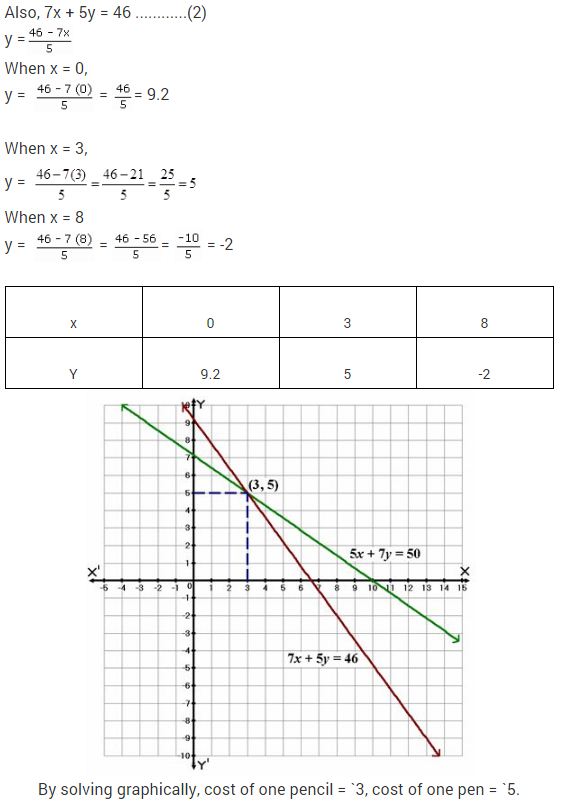 Also, 7x + 5y = 46 ............(2)
y = 46 - 7x / 5
When x = 0,
y = 46 - 7 (0) / 5 = 46 / 5 = 9.2
When x = 3,
y = 46-7(3) / 5 = 46-21 / 5 = 25 / 5 = 5
When x = 8
y = 46 - 7 (8) / 5 = 46 - 56 / 5 = -10 / 5 = -2
x 0 3 8
Y 9.2 5 -2
Y
9
8
7
6
5
(3, 5)
4
3
2
5x + 7y = 50
1
X' X
-5 -4 -3 -2 -1 0 1 2 3 4 5 6 7 8 9 10 11 12 13 14 15
-1
-2
-3
-4
7x + 5y = 46
-5
-6
-7
-8
-9
-10
Y'
By solving graphically, cost of one pencil = `3, cost of one pen = `5.